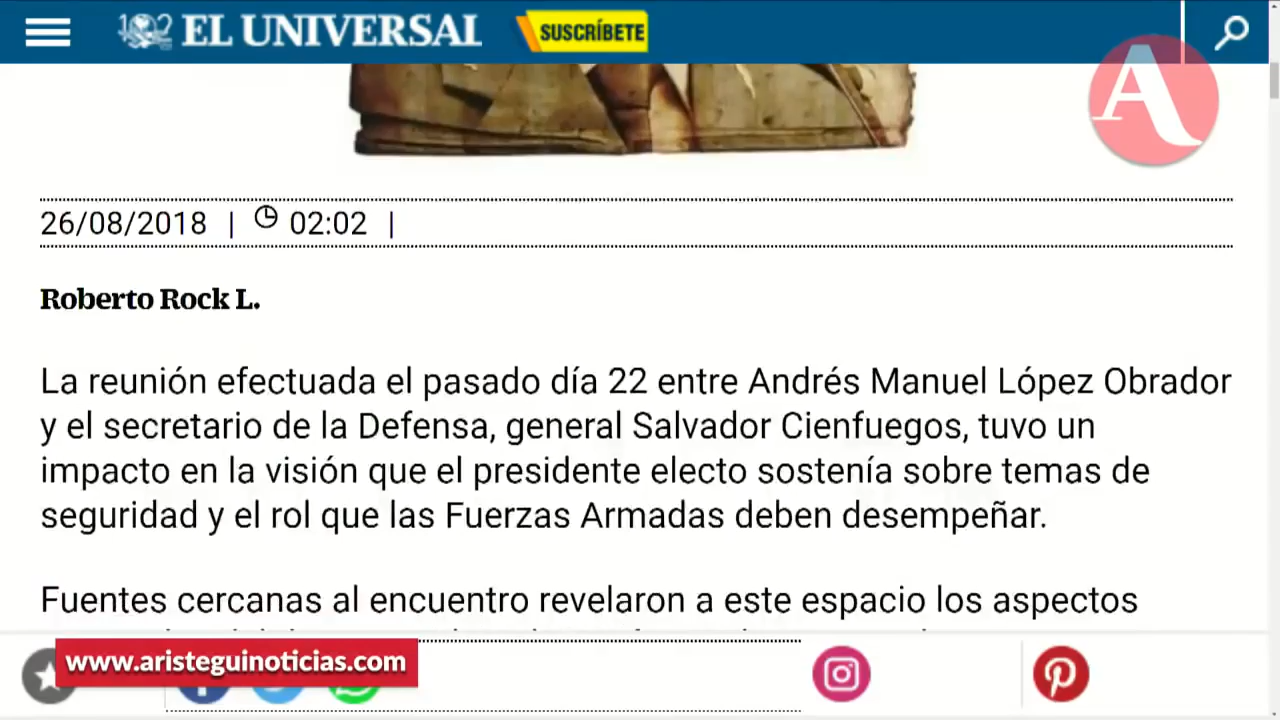 102 EL UNIVERSAL SUSCRÍBETE
A
26/08/2018 | 02:02 |
Roberto Rock L.
La reunión efectuada el pasado día 22 entre Andrés Manuel López Obrador
y el secretario de la Defensa, general Salvador Cienfuegos, tuvo un
impacto en la visión que el presidente electo sostenía sobre temas de
seguridad y el rol que las Fuerzas Armadas deben desempeñar.
Fuentes cercanas al encuentro revelaron a este espacio los aspectos
www.aristeguinoticias.com